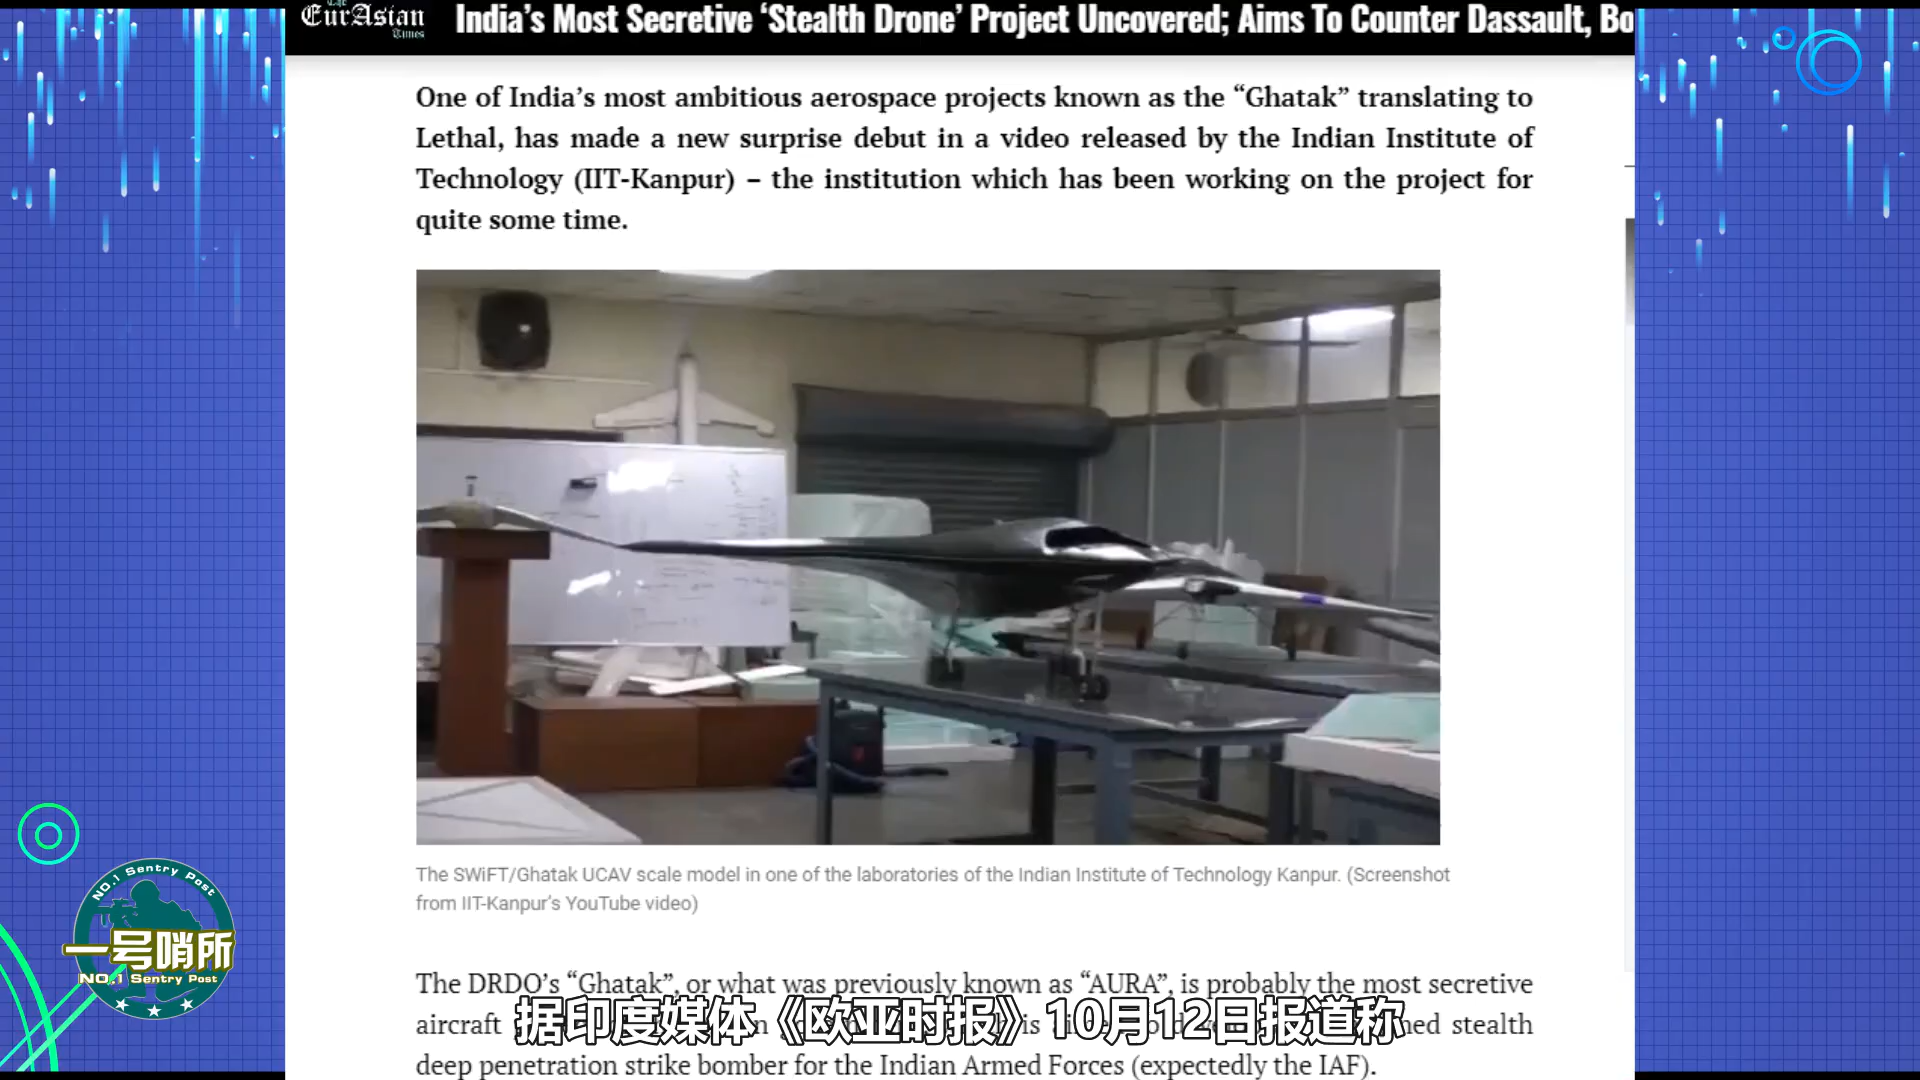 The
EurAsian
Times
India’s Most Secretive ‘Stealth Drone’ Project Uncovered; Aims To Counter Dassault, Bo
One of India’s most ambitious aerospace projects known as the “Ghatak” translating to
Lethal, has made a new surprise debut in a video released by the Indian Institute of
Technology (IIT-Kanpur) – the institution which has been working on the project for
quite some time.
The SWiFT/Ghatak UCAV scale model in one of the laboratories of the Indian Institute of Technology Kanpur. (Screenshot
from IIT-Kanpur’s YouTube video)
NO.1 Sentry Post
一号哨所
NO.1 Sentry Post
The DRDO’s “Ghatak”, or what was previously known as “AURA”, is probably the most secretive
aircraft
stealth
据印度媒体《欧亚时报》10月12日报道称
deep penetration strike bomber for the Indian Armed Forces (expectedly the IAF).